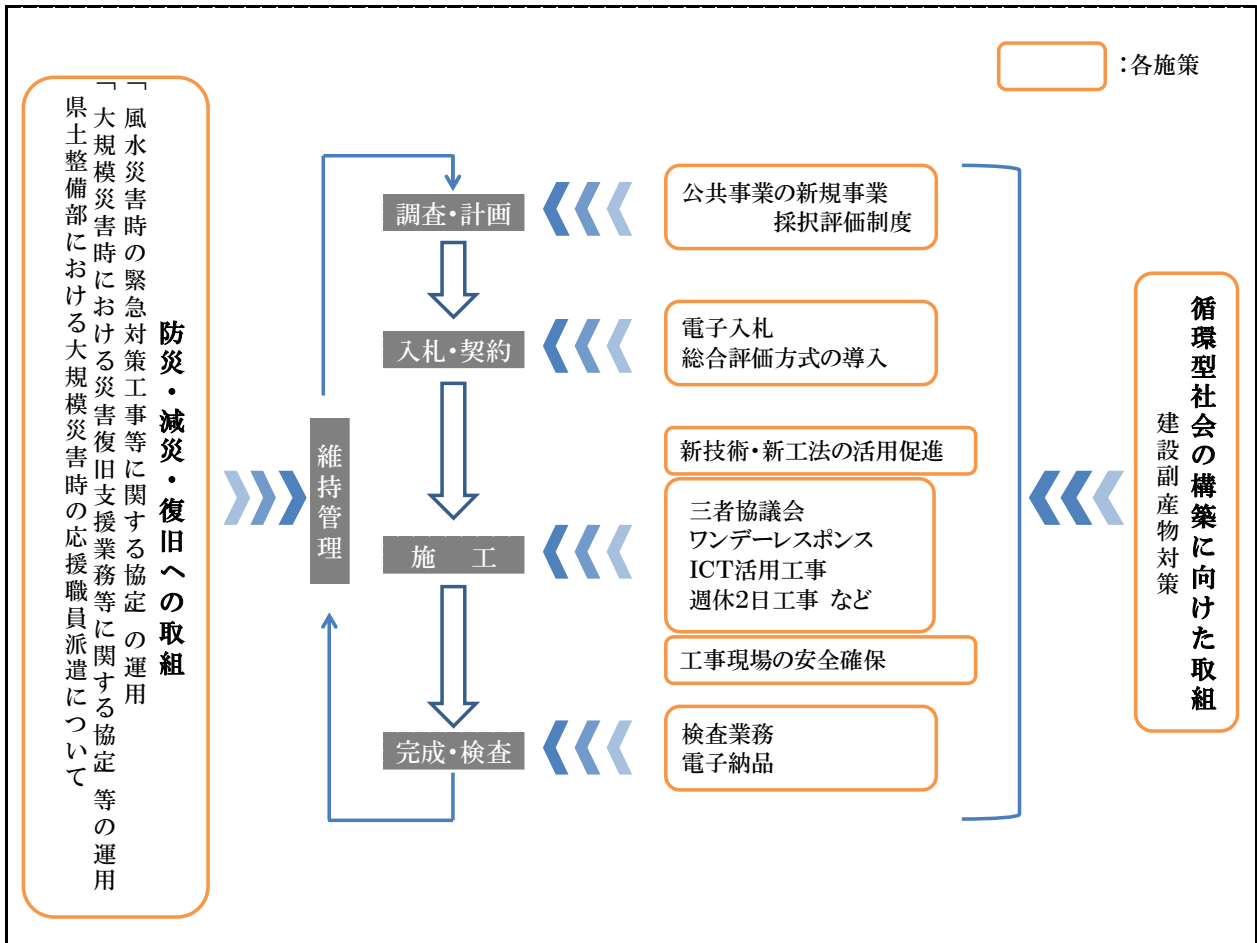 ：各施策
防災・減災・復旧への取組
「風水災害時の緊急対策工事等に関する協定」の運用
「大規模災害時における災害復旧支援業務等に関する協定」等の運用
県土整備部における大規模災害時の応援職員派遣について
維持管理
調査・計画
入札・契約
施　工
完成・検査
公共事業の新規事業
採択評価制度
電子入札
総合評価方式の導入
新技術・新工法の活用促進
三者協議会
ワンデーレスポンス
ICT活用工事
週休2日工事 など
工事現場の安全確保
検査業務
電子納品
循環型社会の構築に向けた取組
建設副産物対策